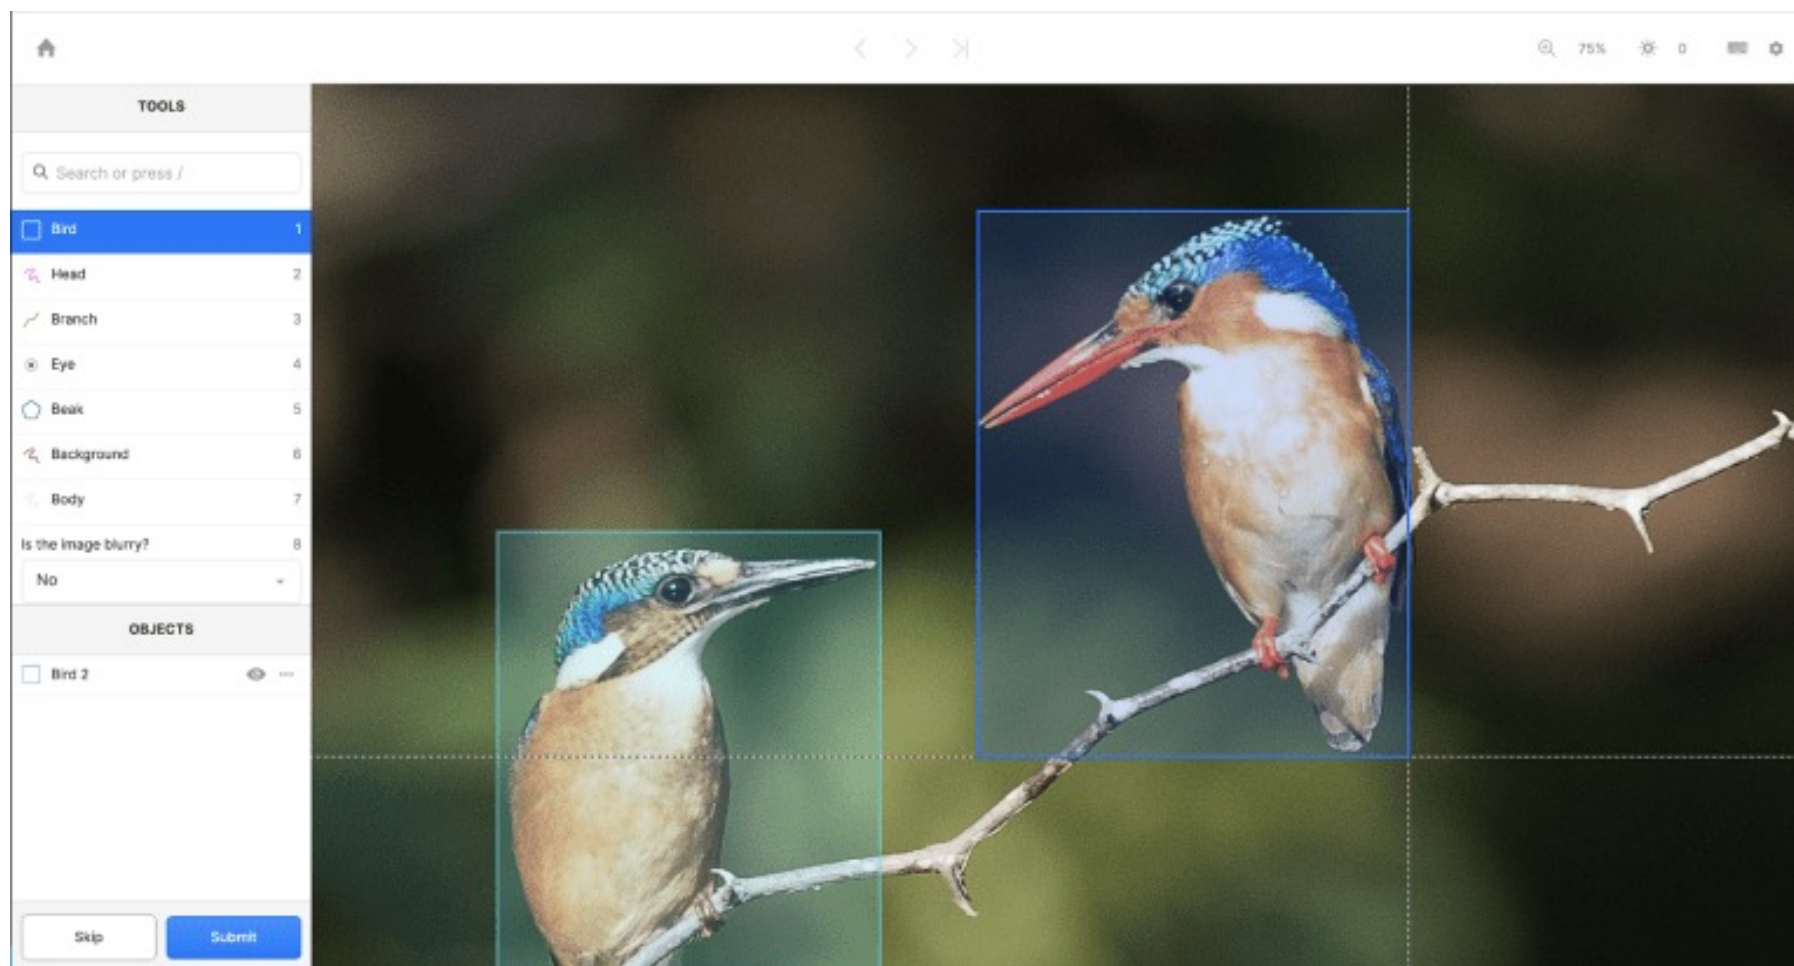 75% 0
TOOLS
Search or press /
Bird 1
Head 2
Branch 3
Eye 4
Beak 5
Background 6
Body 7
Is the image blurry? 8
No
OBJECTS
Bird 2
Skip Submit